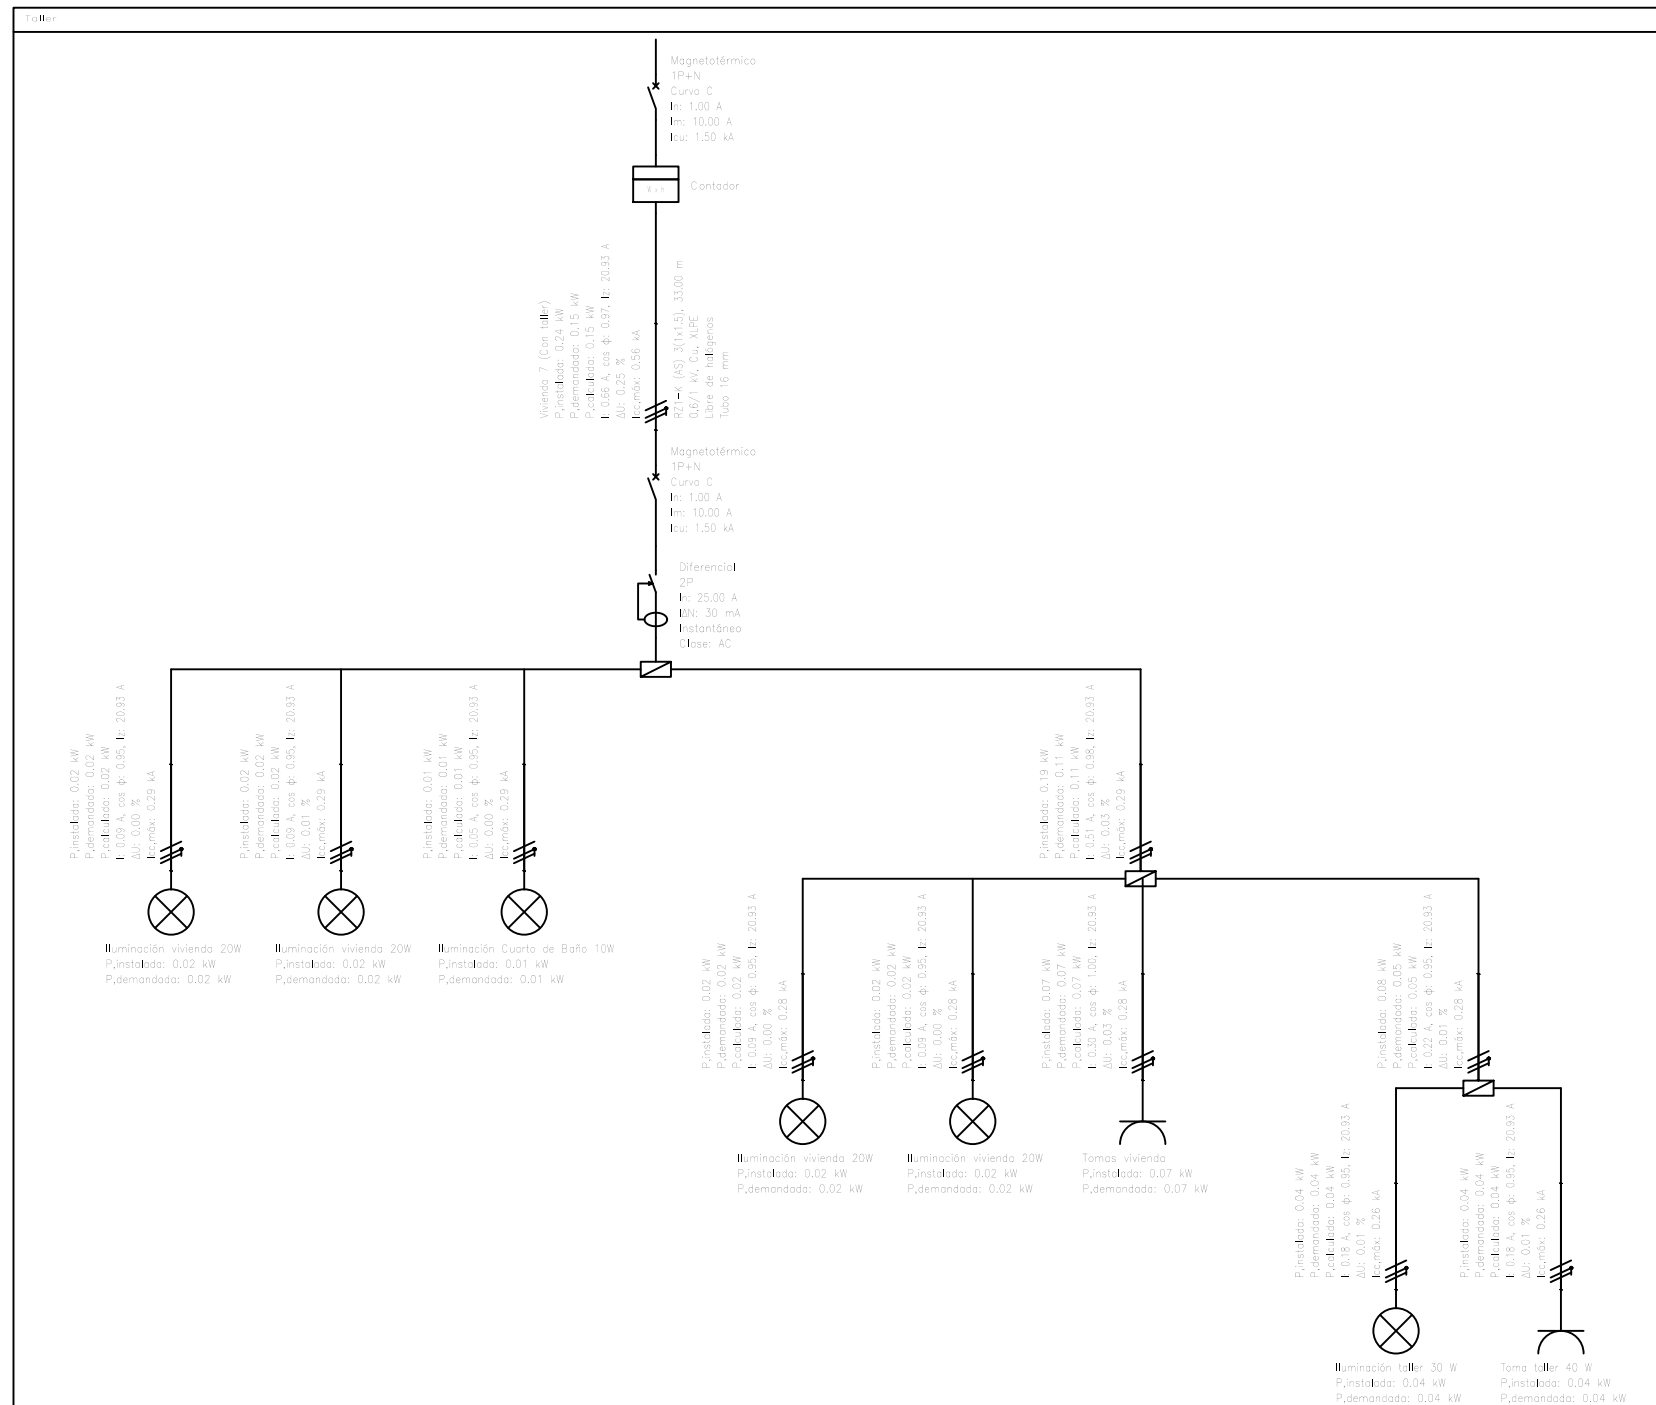 Taller
Magnetotérmico
1P+N
Curva C
In: 1.00 A
Im: 10.00 A
Icu: 1.50 kA
Wxh
Contador
Vivienda 7 (Con taller)
P.instalada: 0.24 kW
P.demandada: 0.15 kW
P.calculada: 0.15 kW
I: 0.66 A, cos φ: 0.97, Iz: 20.93 A
ΔU: 0.25 %
Icc,máx: 0.56 kA
RZ1-K (AS) 3(1x1.5), 33.00 m
0.6/1 kV, Cu, XLPE
Libre de halógenos
Tubo 16 mm
Magnetotérmico
1P+N
Curva C
In: 1.00 A
Im: 10.00 A
Icu: 1.50 kA
Diferencial
2P
In: 25.00 A
IΔN: 30 mA
Instantáneo
Clase: AC
P.instalada: 0.02 kW
P.demandada: 0.02 kW
P.calculada: 0.02 kW
I: 0.09 A, cos φ: 0.95, Iz: 20.93 A
ΔU: 0.00 %
Icc,máx: 0.29 kA
P.instalada: 0.02 kW
P.demandada: 0.02 kW
P.calculada: 0.02 kW
I: 0.09 A, cos φ: 0.95, Iz: 20.93 A
ΔU: 0.01 %
Icc,máx: 0.29 kA
P.instalada: 0.01 kW
P.demandada: 0.01 kW
P.calculada: 0.01 kW
I: 0.05 A, cos φ: 0.95, Iz: 20.93 A
ΔU: 0.00 %
Icc,máx: 0.29 kA
P.instalada: 0.19 kW
P.demandada: 0.11 kW
P.calculada: 0.11 kW
I: 0.51 A, cos φ: 0.98, Iz: 20.93 A
ΔU: 0.03 %
Icc,máx: 0.29 kA
Iluminación vivienda 20W
P.instalada: 0.02 kW
P.demandada: 0.02 kW
Iluminación vivienda 20W
P.instalada: 0.02 kW
P.demandada: 0.02 kW
Iluminación Cuarto de Baño 10W
P.instalada: 0.01 kW
P.demandada: 0.01 kW
P.instalada: 0.02 kW
P.demandada: 0.02 kW
P.calculada: 0.02 kW
I: 0.09 A, cos φ: 0.95, Iz: 20.93 A
ΔU: 0.00 %
Icc,máx: 0.28 kA
P.instalada: 0.02 kW
P.demandada: 0.02 kW
P.calculada: 0.02 kW
I: 0.09 A, cos φ: 0.95, Iz: 20.93 A
ΔU: 0.00 %
Icc,máx: 0.28 kA
P.instalada: 0.07 kW
P.demandada: 0.07 kW
P.calculada: 0.07 kW
I: 0.30 A, cos φ: 1.00, Iz: 20.93 A
ΔU: 0.03 %
Icc,máx: 0.28 kA
P.instalada: 0.08 kW
P.demandada: 0.05 kW
P.calculada: 0.05 kW
I: 0.22 A, cos φ: 0.95, Iz: 20.93 A
ΔU: 0.01 %
Icc,máx: 0.28 kA
Iluminación vivienda 20W
P.instalada: 0.02 kW
P.demandada: 0.02 kW
Iluminación vivienda 20W
P.instalada: 0.02 kW
P.demandada: 0.02 kW
Tomas vivienda
P.instalada: 0.07 kW
P.demandada: 0.07 kW
P.instalada: 0.04 kW
P.demandada: 0.04 kW
P.calculada: 0.04 kW
I: 0.18 A, cos φ: 0.95, Iz: 20.93 A
ΔU: 0.01 %
Icc,máx: 0.26 kA
P.instalada: 0.04 kW
P.demandada: 0.04 kW
P.calculada: 0.04 kW
I: 0.18 A, cos φ: 0.95, Iz: 20.93 A
ΔU: 0.01 %
Icc,máx: 0.26 kA
Iluminación taller 30 W
P.instalada: 0.04 kW
P.demandada: 0.04 kW
Toma taller 40 W
P.instalada: 0.04 kW
P.demandada: 0.04 kW